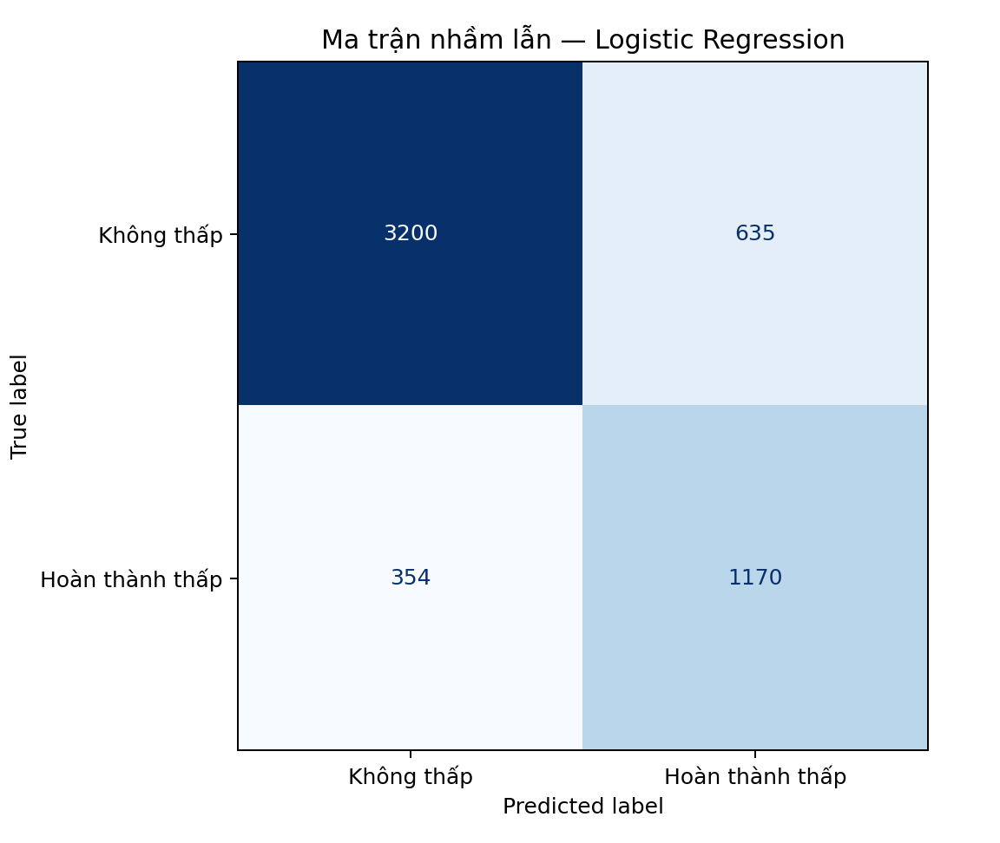 Ma trận nhầm lẫn — Logistic Regression
3200
635
Không thấp
True label
354
1170
Hoàn thành thấp
Không thấp
Hoàn thành thấp
Predicted label